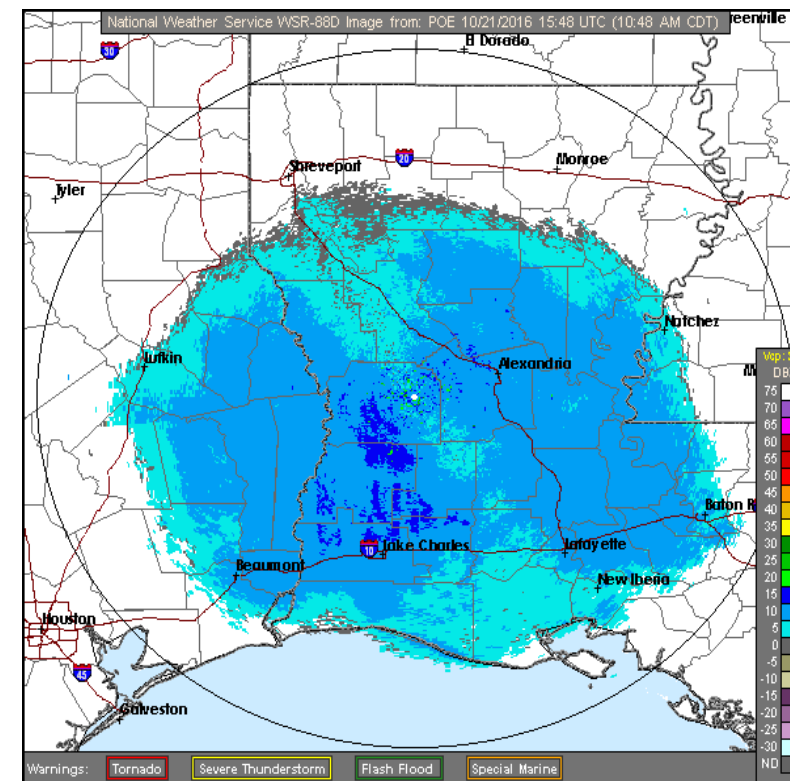 National Weather Service WSR-88D Image from: POE 10/21/2016 15:48 UTC (10:48 AM CDT)
reenville
30
El Dorado
Shreveport
20
Monroe
Tyler
Natchez
Lufkin
Alexandria
Vcp:
DB
75
70
65
60
55
50
45
40
35
30
25
20
15
10
5
0
-5
-10
-15
-20
-25
-30
ND
Baton R
10
Lake Charles
Lafayette
Beaumont
New Iberia
Houston
45
Galveston
Warnings:
Tornado
Severe Thunderstorm
Flash Flood
Special Marine